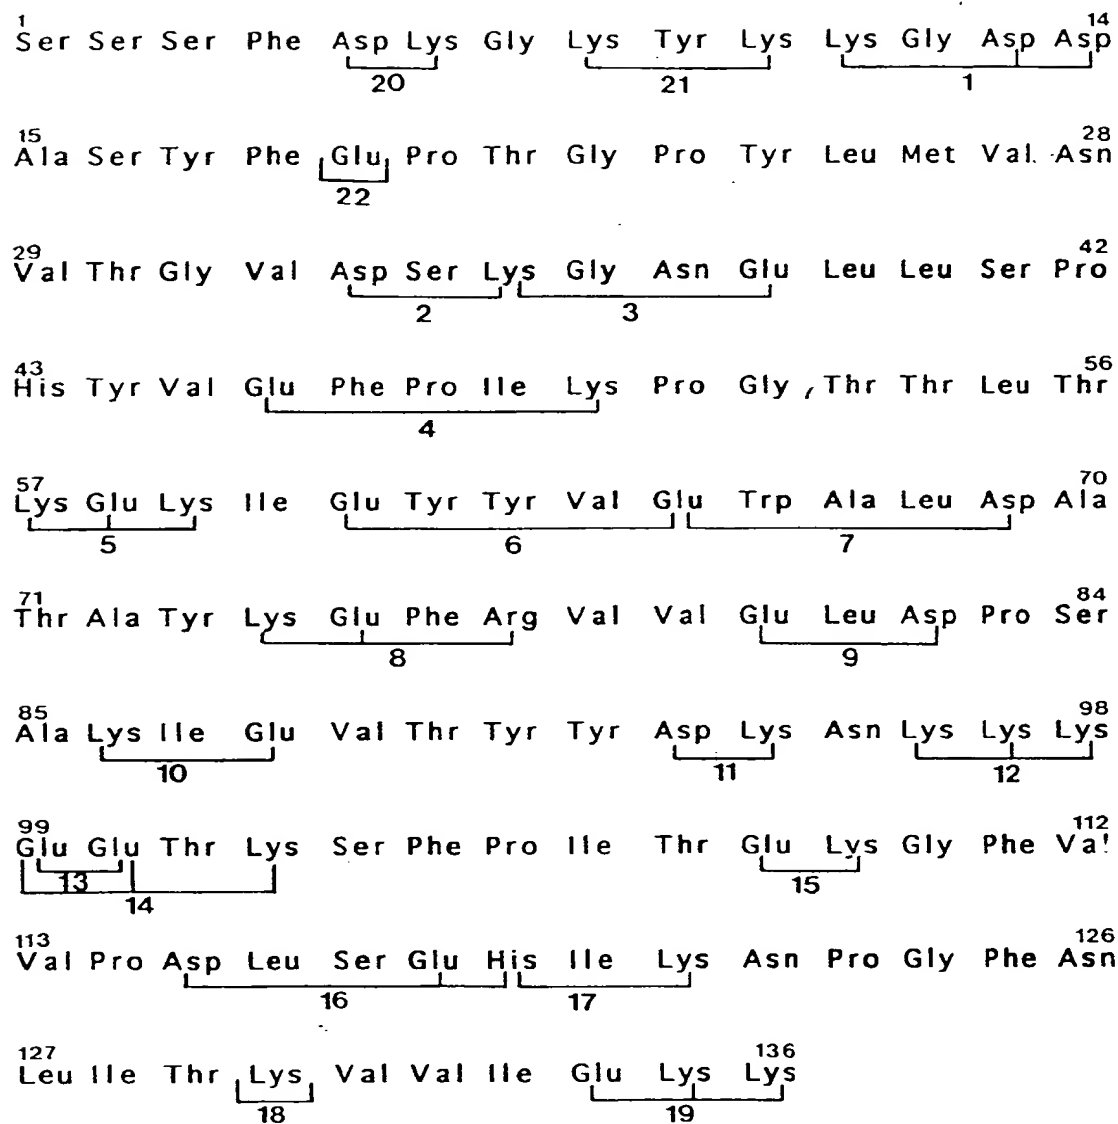 1 14
Ser Ser Ser Phe Asp Lys Gly Lys Tyr Lys Lys Gly Asp Asp
20 21 1
15 28
Ala Ser Tyr Phe Glu Pro Thr Gly Pro Tyr Leu Met Val Asn
22
29 42
Val Thr Gly Val Asp Ser Lys Gly Asn Glu Leu Leu Ser Pro
2 3
43 56
His Tyr Val Glu Phe Pro Ile Lys Pro Gly Thr Thr Leu Thr
4
57 70
Lys Glu Lys Ile Glu Tyr Tyr Val Glu Trp Ala Leu Asp Ala
5 6 7
71 84
Thr Ala Tyr Lys Glu Phe Arg Val Val Glu Leu Asp Pro Ser
8 9
85 98
Ala Lys Ile Glu Val Thr Tyr Tyr Asp Lys Asn Lys Lys Lys
10 11 12
99 112
Glu Glu Thr Lys Ser Phe Pro Ile Thr Glu Lys Gly Phe Val
13 15
14
113 126
Val Pro Asp Leu Ser Glu His Ile Lys Asn Pro Gly Phe Asn
16 17
127 136
Leu Ile Thr Lys Val Val Ile Glu Lys Lys
18 19